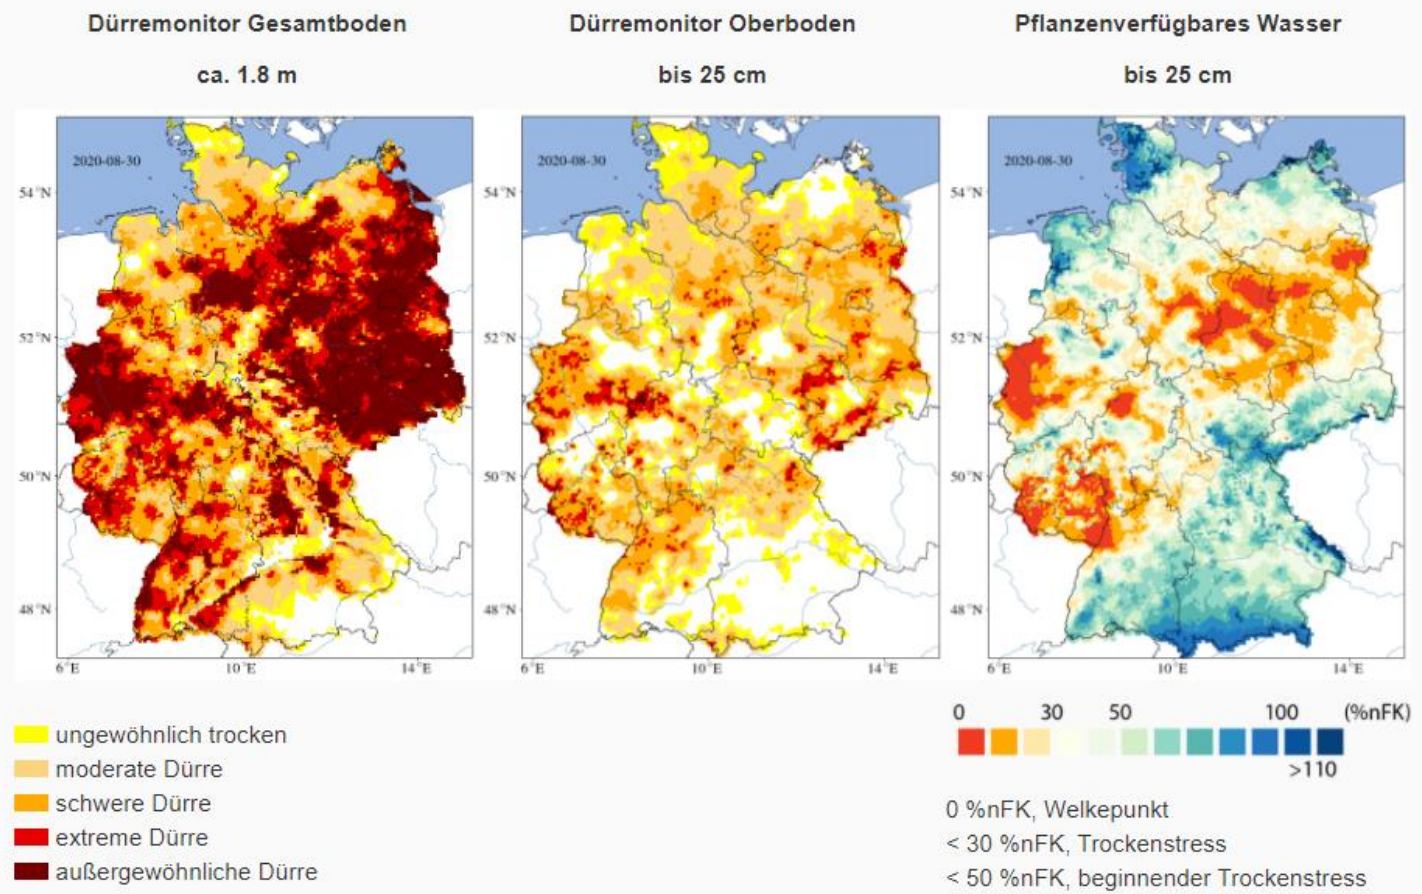 Dürremonitor Gesamtboden
ca. 1.8 m
Dürremonitor Oberboden
bis 25 cm
Pflanzenverfügbares Wasser
bis 25 cm
2020-08-30
54°N
52°N
50°N
48°N
6°E
10°E
14°E
2020-08-30
54°N
52°N
50°N
48°N
6°E
10°E
14°E
2020-08-30
54°N
52°N
50°N
48°N
6°E
10°E
14°E
ungewöhnlich trocken
moderate Dürre
schwere Dürre
extreme Dürre
außergewöhnliche Dürre
0 30 50 100 (%nFK)
>110
0 %nFK, Welkepunkt
< 30 %nFK, Trockenstress
< 50 %nFK, beginnender Trockenstress